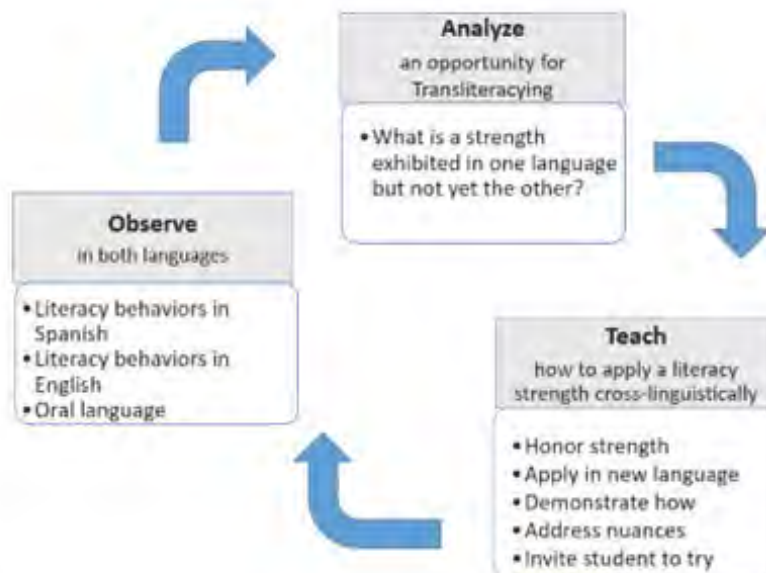 Analyze
an opportunity for
Transliteracying
• What is a strength
exhibited in one language
but not yet the other?
Observe
in both languages
• Literacy behaviors in
Spanish
• Literacy behaviors in
English
• Oral language
Teach
how to apply a literacy
strength cross-linguistically
• Honor strength
• Apply in new language
• Demonstrate how
• Address nuances
• Invite student to try